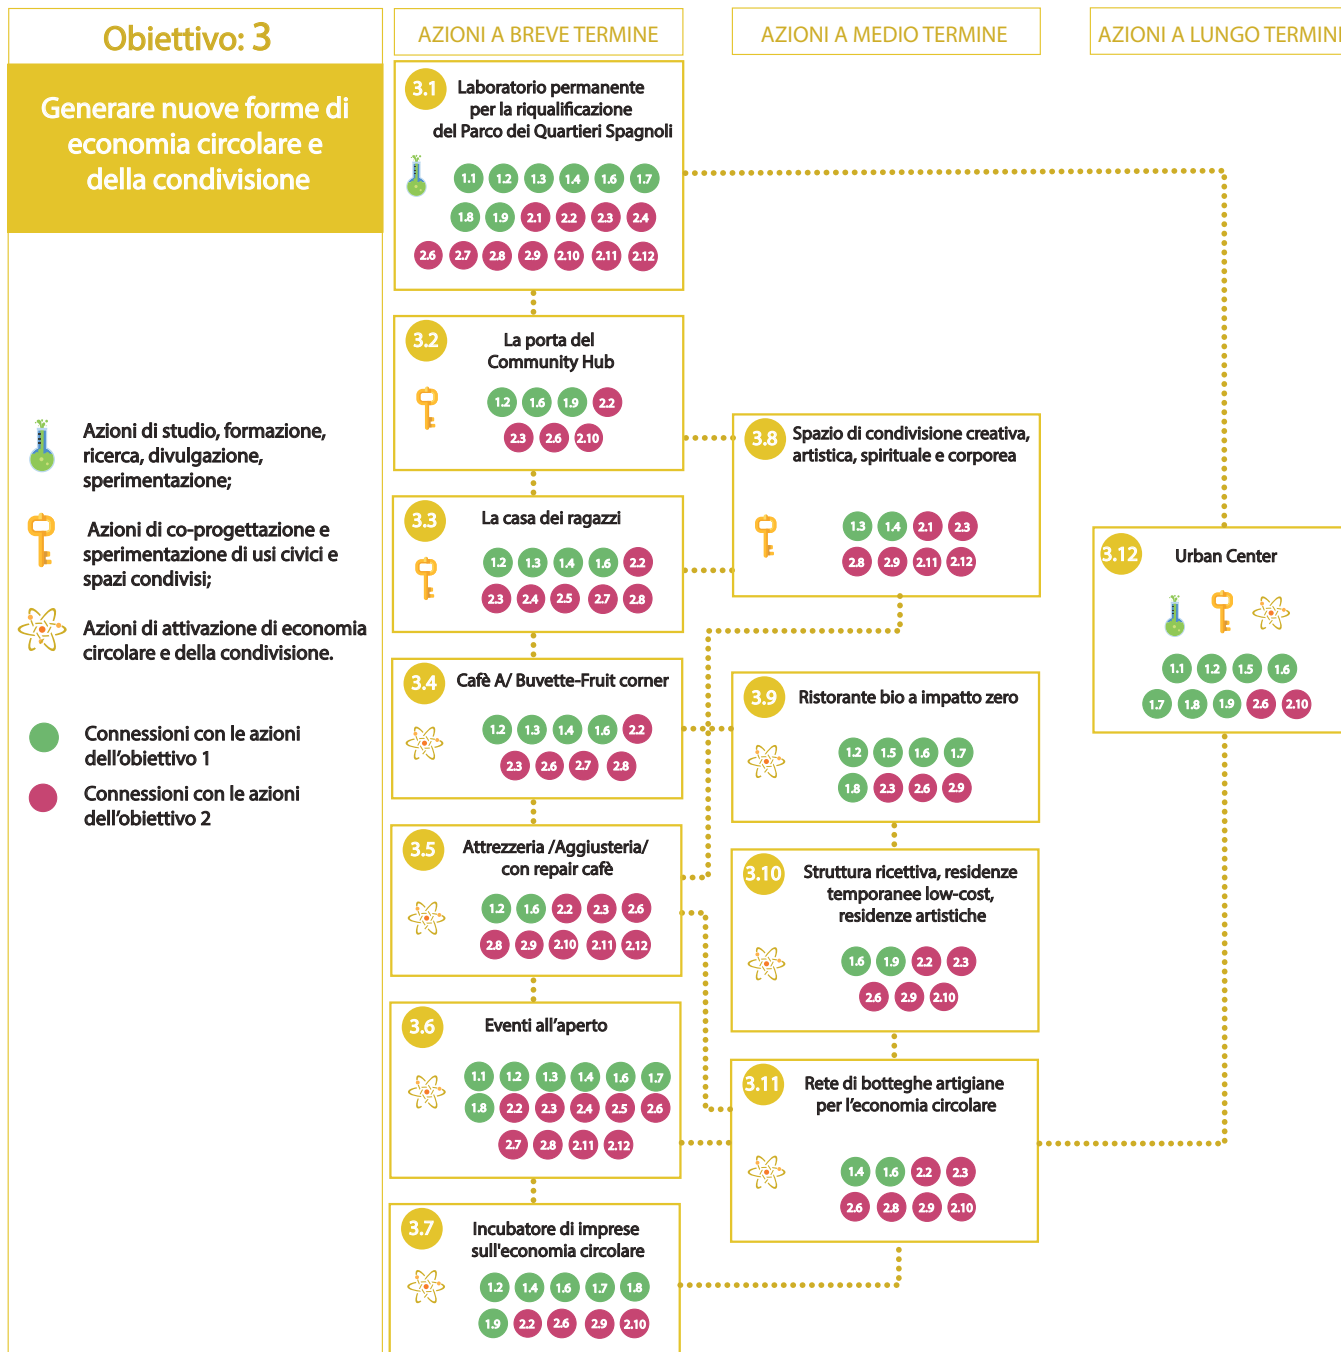 Obiettivo: 3
Generare nuove forme di
economia circolare e
della condivisione
Azioni di studio, formazione,
ricerca, divulgazione,
sperimentazione;
Azioni di co-progettazione e
sperimentazione di usi civici e
spazi condivisi;
Azioni di attivazione di economia
circolare e della condivisione.
Connessioni con le azioni
dell'obiettivo 1
Connessioni con le azioni
dell'obiettivo 2
AZIONI A BREVE TERMINE
3.1 Laboratorio permanente
per la riqualificazione
del Parco dei Quartieri Spagnoli
1.1 1.2 1.3 1.4 1.6 1.7
1.8 1.9 2.1 2.2 2.3 2.4
2.6 2.7 2.8 2.9 2.10 2.11 2.12
3.2 La porta del
Community Hub
1.2 1.6 1.9 2.2
2.3 2.6 2.10
3.3 La casa dei ragazzi
1.2 1.3 1.4 1.6 2.2
2.3 2.4 2.5 2.7 2.8
3.4 Cafè A/ Buvette-Fruit corner
1.2 1.3 1.4 1.6 2.2
2.3 2.6 2.7 2.8
3.5 Attrezzeria /Aggiusteria/
con repair cafè
1.2 1.6 2.2 2.3 2.6
2.8 2.9 2.10 2.11 2.12
3.6 Eventi all'aperto
1.1 1.2 1.3 1.4 1.6 1.7
1.8 2.2 2.3 2.4 2.5 2.6
2.7 2.8 2.11 2.12
3.7 Incubatore di imprese
sull'economia circolare
1.2 1.4 1.6 1.7 1.8
1.9 2.2 2.6 2.9 2.10
AZIONI A MEDIO TERMINE
3.8 Spazio di condivisione creativa,
artistica, spirituale e corporea
1.3 1.4 2.1 2.3
2.8 2.9 2.11 2.12
3.9 Ristorante bio a impatto zero
1.2 1.5 1.6 1.7
1.8 2.3 2.6 2.9
3.10 Struttura ricettiva, residenze
temporanee low-cost,
residenze artistiche
1.6 1.9 2.2 2.3
2.6 2.9 2.10
3.11 Rete di botteghe artigiane
per l'economia circolare
1.4 1.6 2.2 2.3
2.6 2.8 2.9 2.10
AZIONI A LUNGO TERMINE
3.12 Urban Center
1.1 1.2 1.5 1.6
1.7 1.8 1.9 2.6 2.10